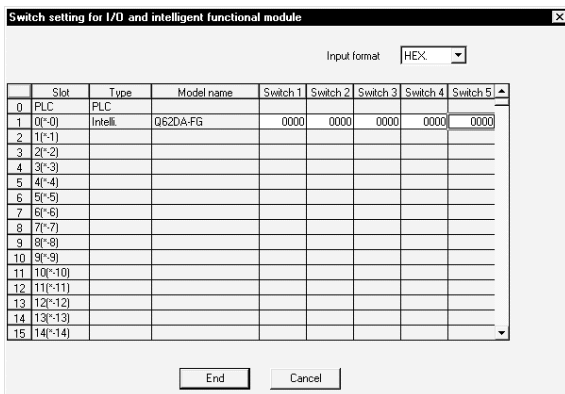 Switch setting for I/O and intelligent functional module
Input format HEX.
Slot Type Model name Switch 1 Switch 2 Switch 3 Switch 4 Switch 5
0 PLC PLC
1 0(*-0) Intelli. Q62DA-FG 0000 0000 0000 0000 0000
2 1(*-1)
3 2(*-2)
4 3(*-3)
5 4(*-4)
6 5(*-5)
7 6(*-6)
8 7(*-7)
9 8(*-8)
10 9(*-9)
11 10(*-10)
12 11(*-11)
13 12(*-12)
14 13(*-13)
15 14(*-14)
End Cancel